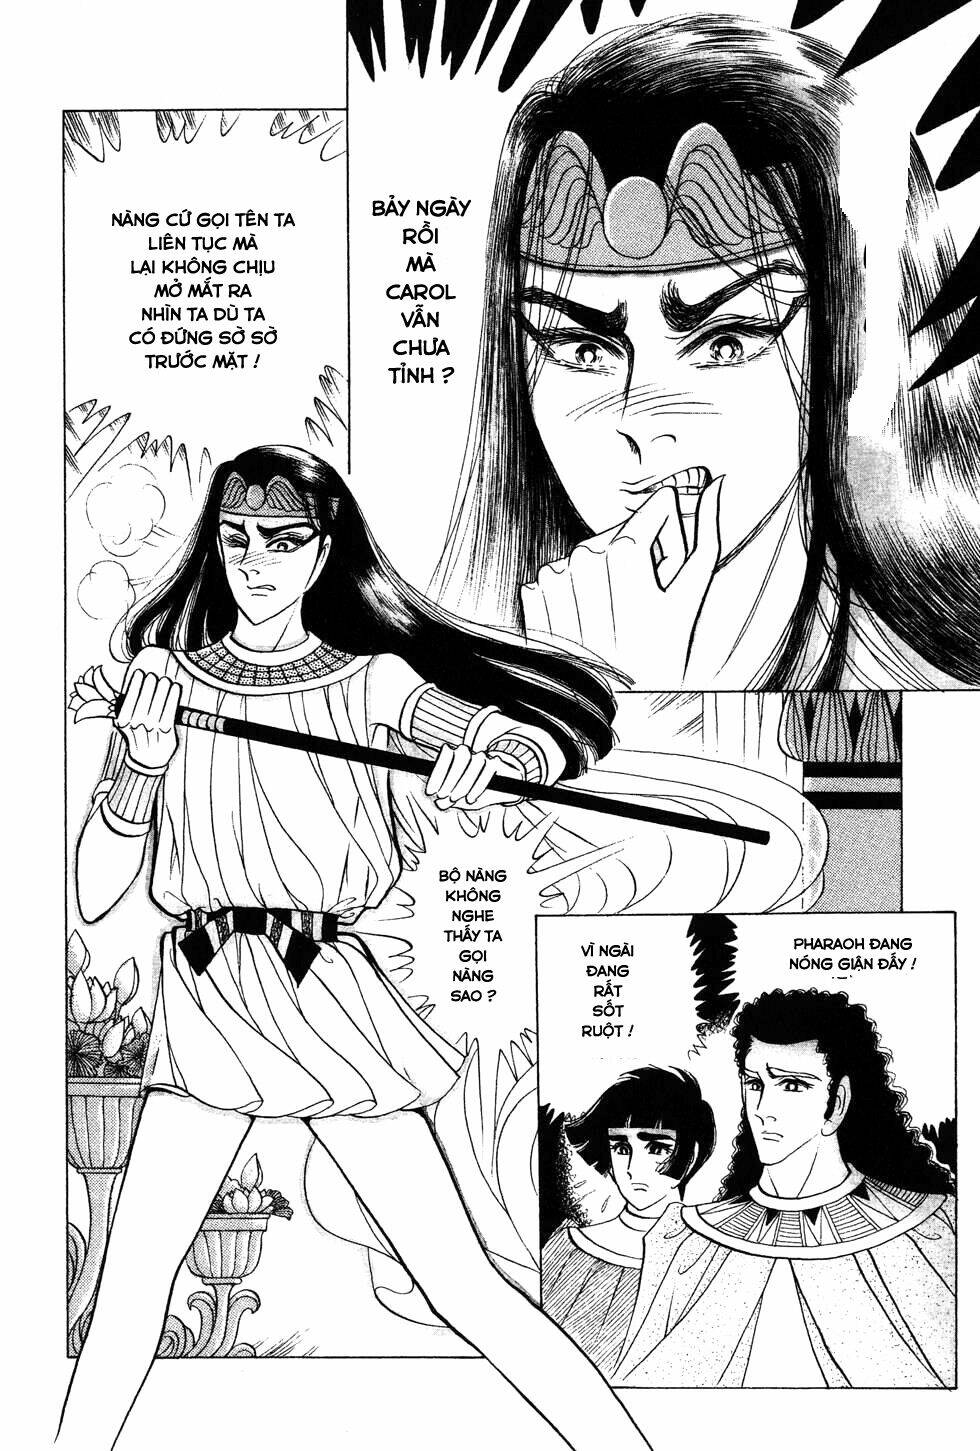 BẢY NGÀY
RỒI
MÀ
CAROL
VẪN
CHƯA
TỈNH ?
NÀNG CỨ GỌI TÊN TA
LIÊN TỤC MÀ
LẠI KHÔNG CHỊU
MỞ MẮT RA
NHÌN TA DÙ TA
CÓ ĐỨNG SỜ SỜ
TRƯỚC MẶT !
BỘ NÀNG
KHÔNG
NGHE
THẤY TA
GỌI
NÀNG
SAO ?
PHARAOH ĐANG
NÓNG GIẬN ĐẤY !
VÌ NGÀI
ĐANG
RẤT
SỐT
RUỘT !